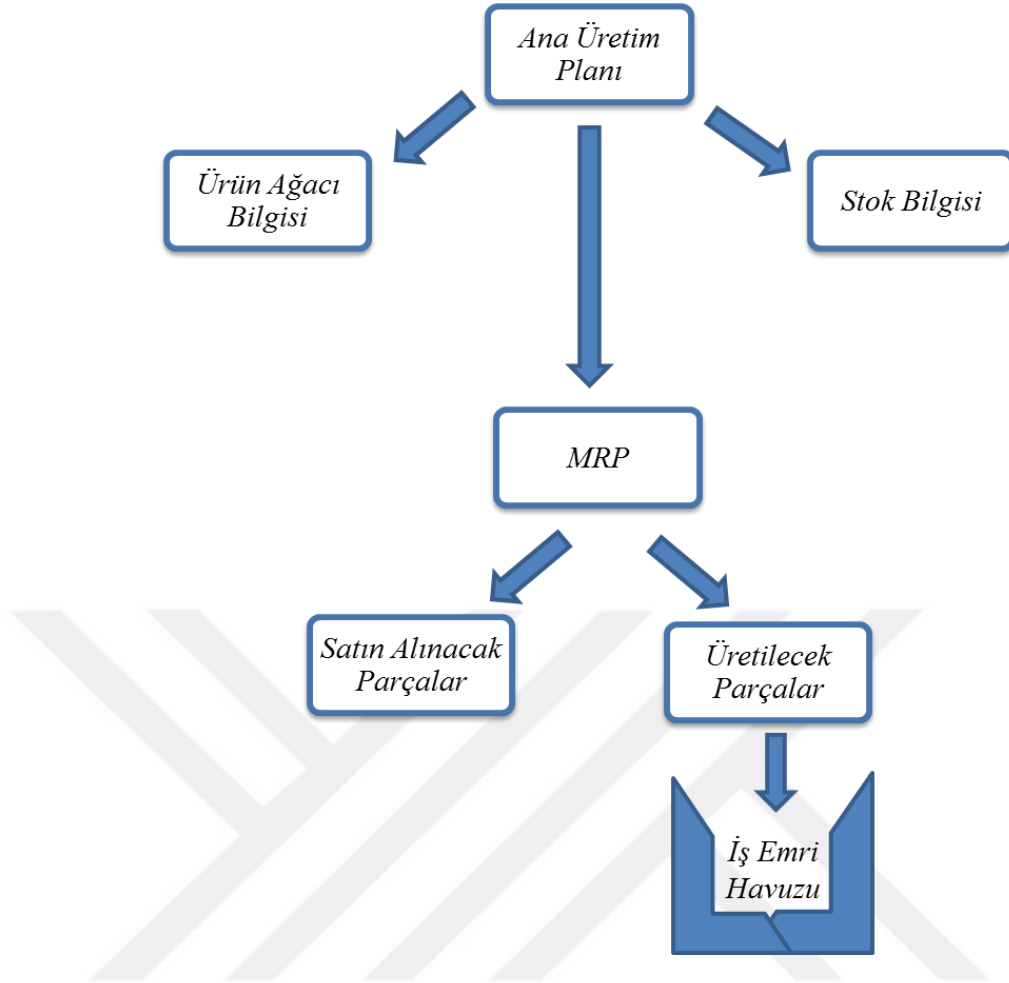 Ana Üretim
Planı
Ürün Ağacı
Bilgisi
Stok Bilgisi
MRP
Satın Alınacak
Parçalar
Üretilecek
Parçalar
İş Emri
Havuzu